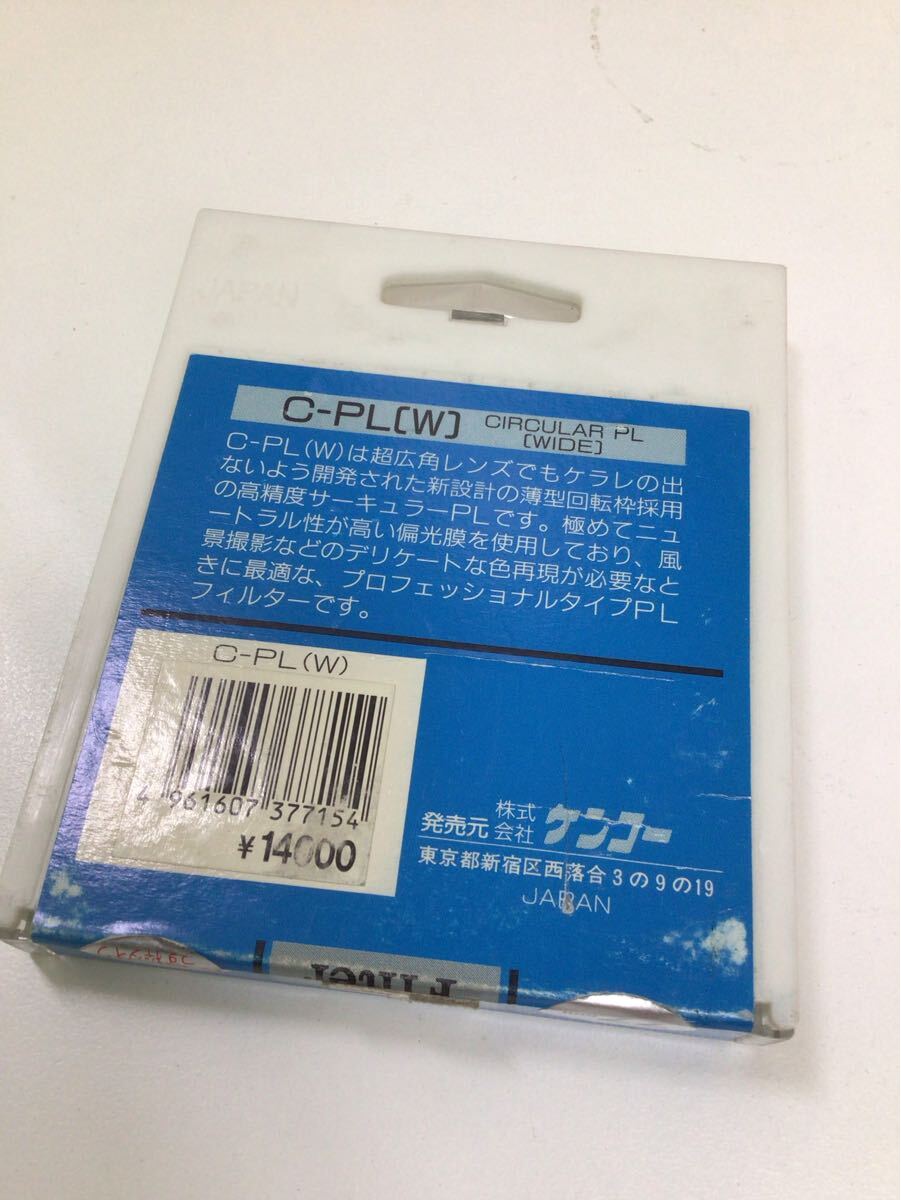 C-PL(W) CIRCULAR PL
(WIDE)
C-PL(W)は超広角レンズでもケラレの出
ないよう開発された新設計の薄型回転枠採用
の高精度サーキュラーPLです。極めてニュ
ートラル性が高い偏光膜を使用しており、風
景撮影などのデリケートな色再現が必要なと
きに最適な、プロフェッショナルタイプPL
フィルターです。
C-PL(W)
4 961607 377154
¥14000
発売元 株式会社 ケンコー
東京都新宿区西落合3の9の19
JAPAN